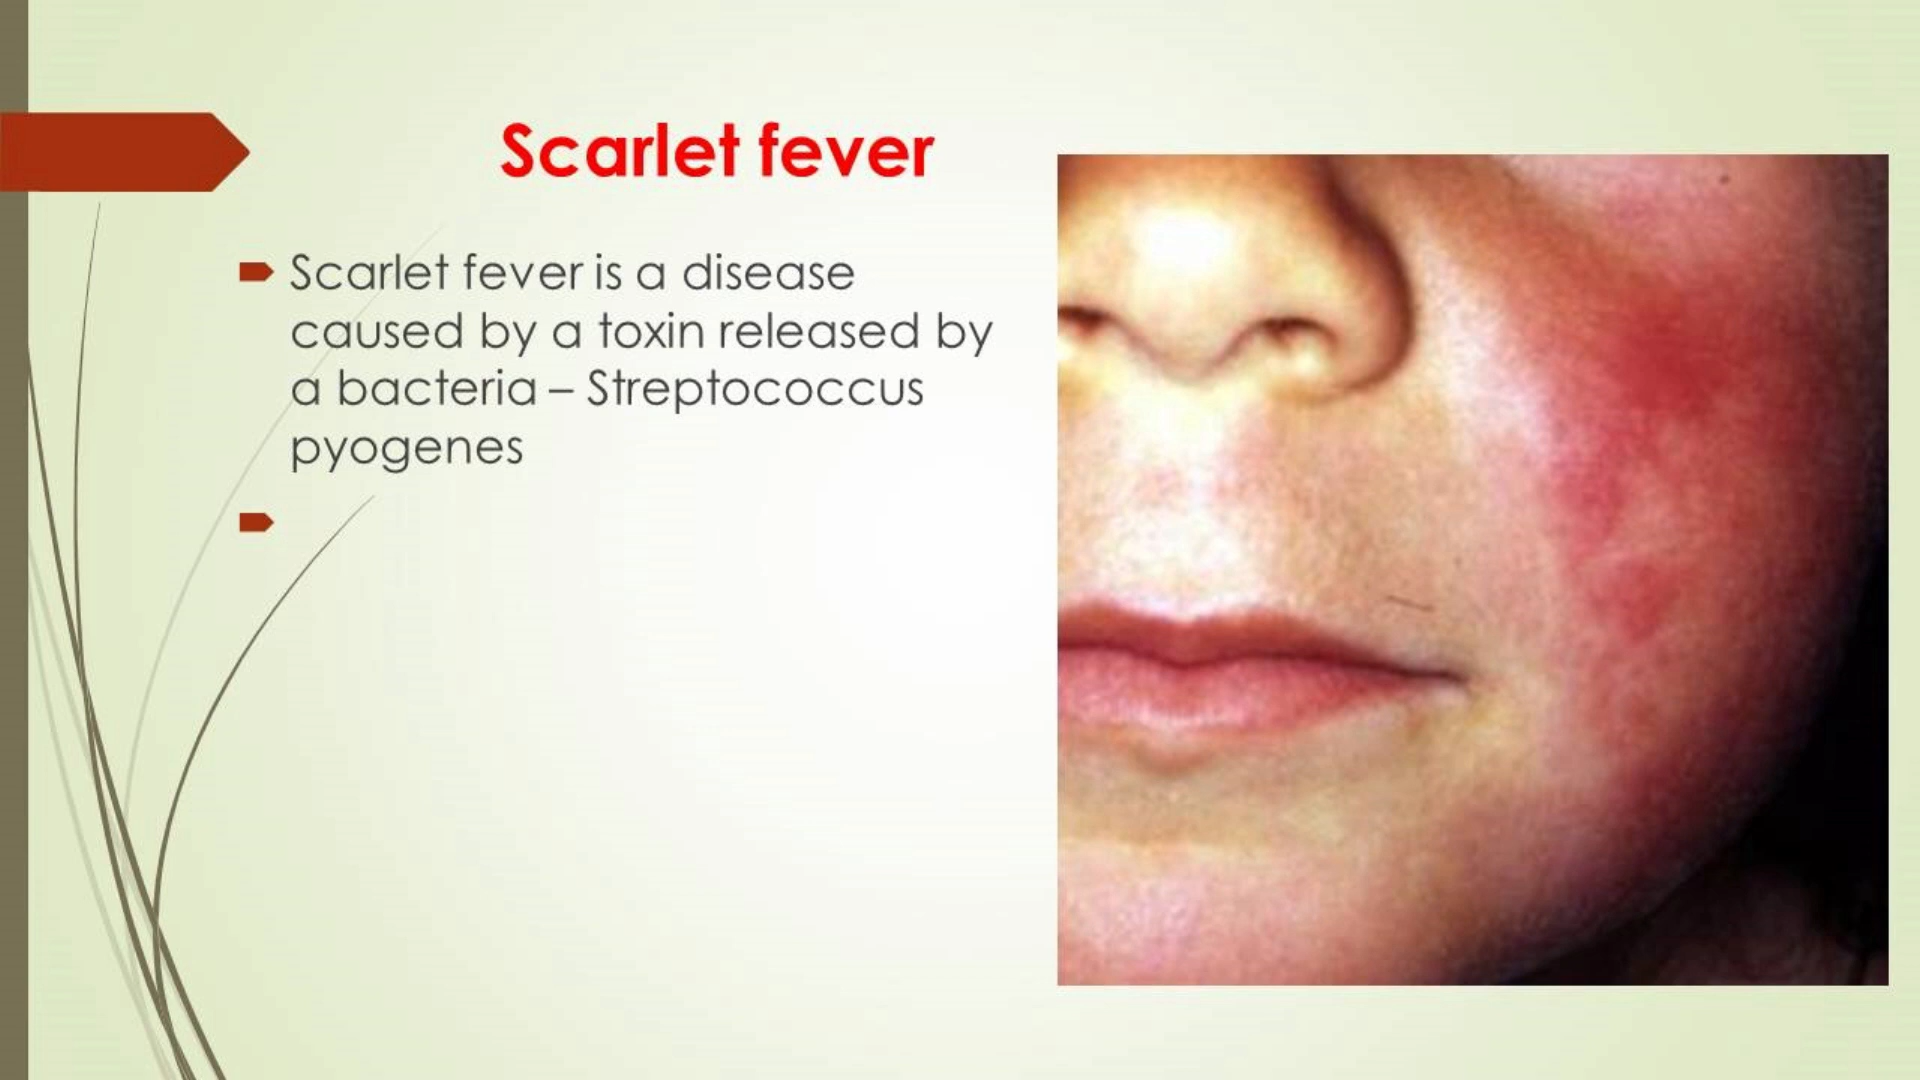 Scarlet fever
Scarlet fever is a disease
caused by a toxin released by
a bacteria – Streptococcus
pyogenes